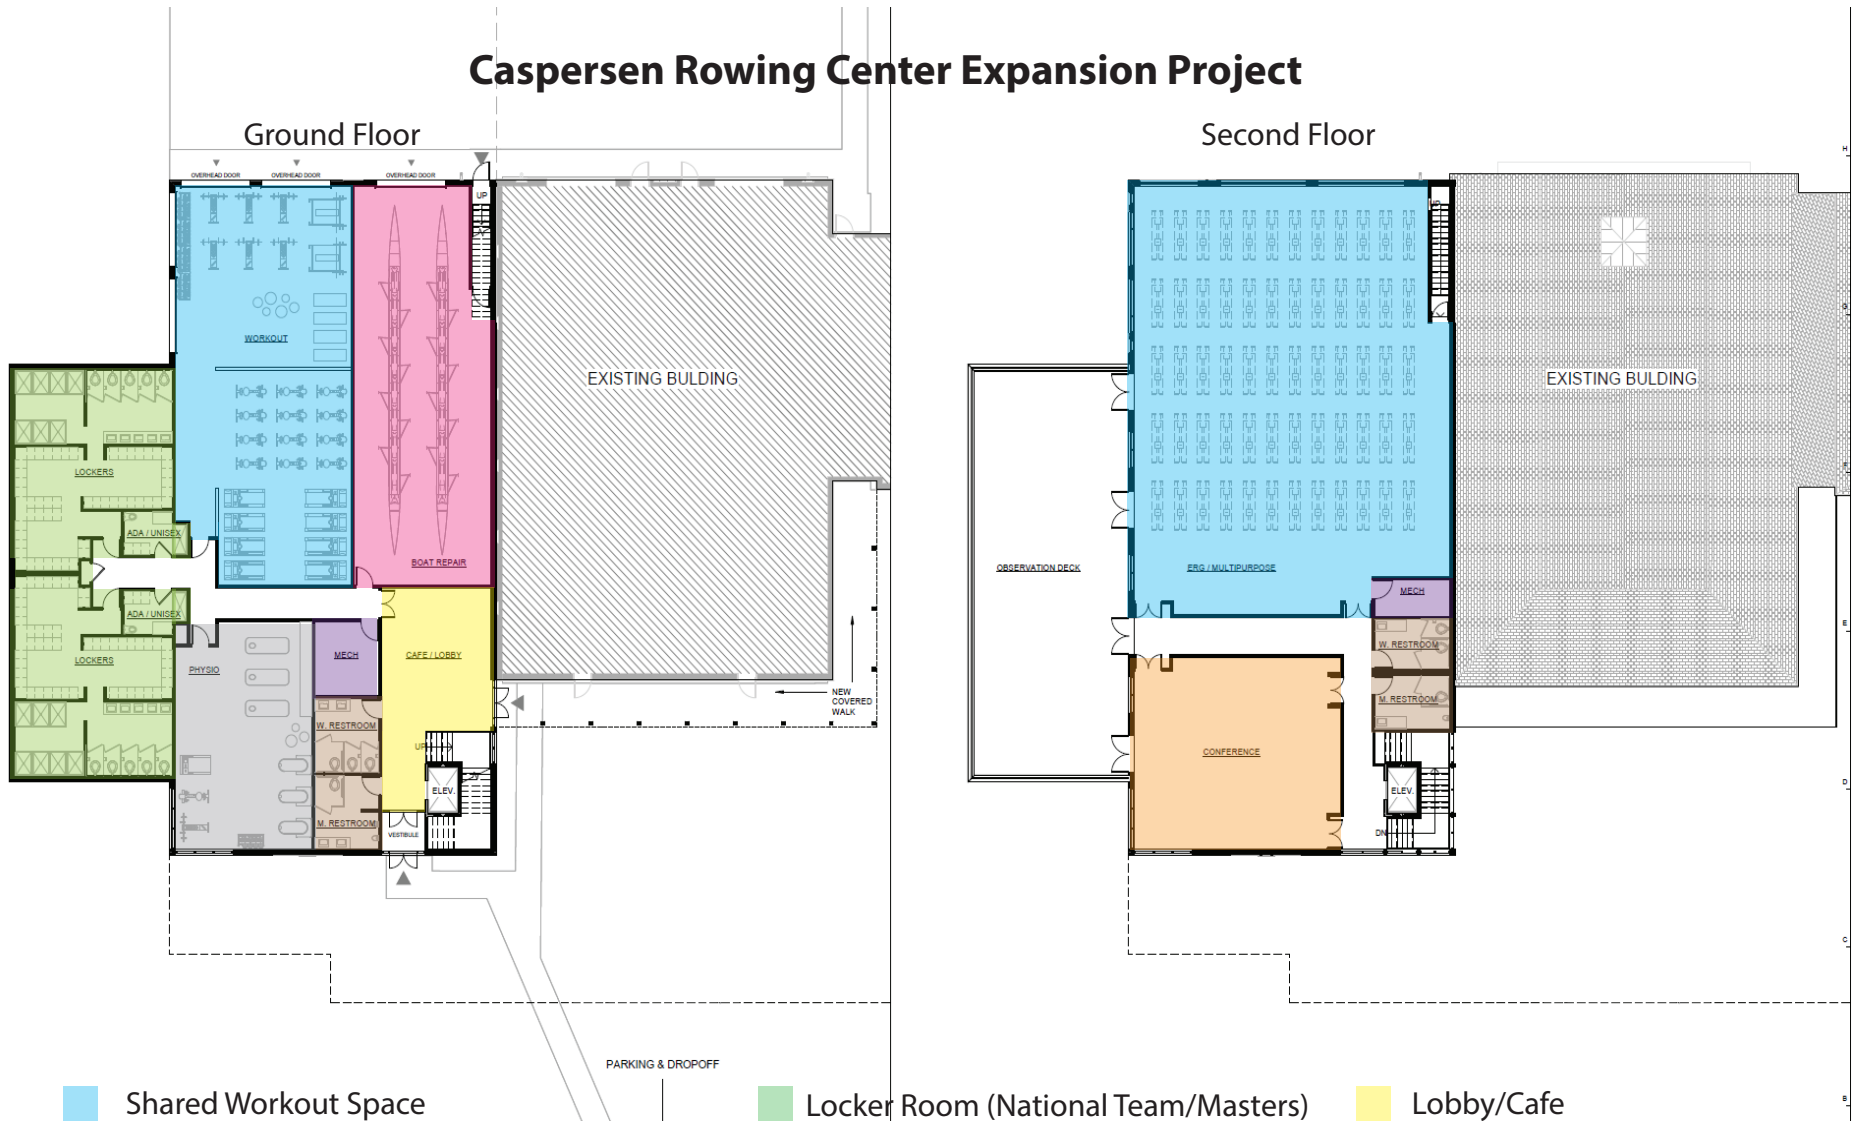 Caspersen Rowing Center Expansion Project
Ground Floor
Second Floor
OVERHEAD DOOR
OVERHEAD DOOR
OVERHEAD DOOR
UP
WORKOUT
EXISTING BULDING
LOCKERS
ADA / UNISEX
BOAT REPAIR
ADA / UNISEX
LOCKERS
PHYSIO
MECH
CAFE / LOBBY
W. RESTROOM
UP
ELEV.
M. RESTROOM
VESTIBULE
NEW
COVERED
WALK
PARKING & DROPOFF
EXISTING BULDING
OBSERVATION DECK
ERG / MULTIPURPOSE
MECH
W. RESTROOM
M. RESTROOM
CONFERENCE
ELEV.
DN
H
G
F
E
D
C
B
Shared Workout Space
Locker Room (National Team/Masters)
Lobby/Cafe